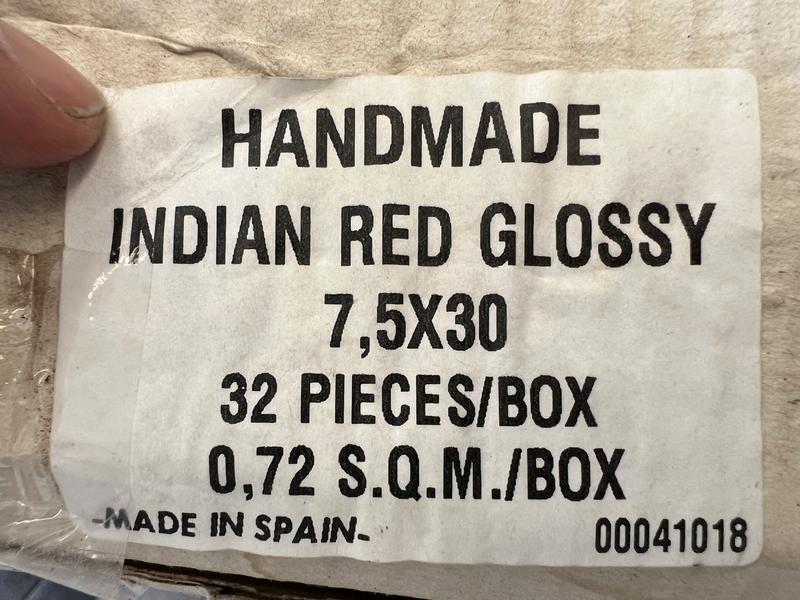 HANDMADE
INDIAN RED GLOSSY
7,5X30
32 PIECES/BOX
0,72 S.Q.M./BOX
-MADE IN SPAIN-
00041018